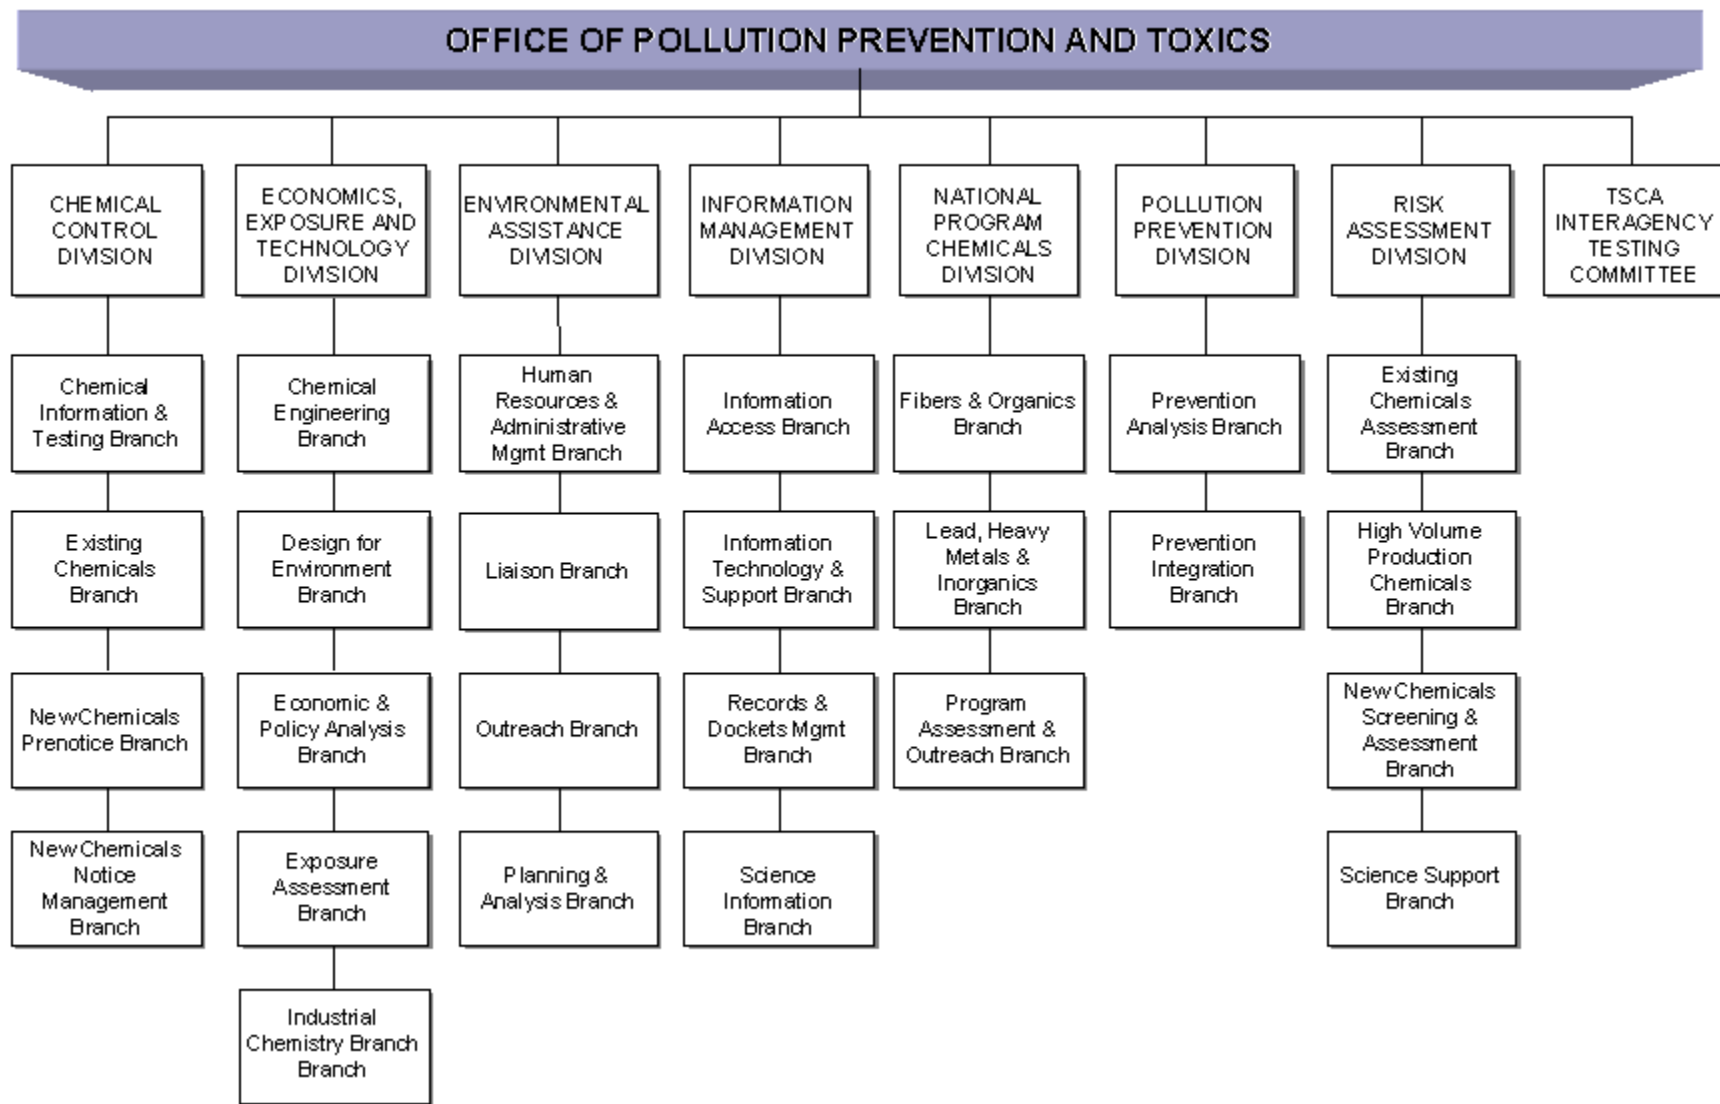 OFFICE OF POLLUTION PREVENTION AND TOXICS
CHEMICAL
CONTROL
DIVISION
ECONOMICS,
EXPOSURE AND
TECHNOLOGY
DIVISION
ENVIRONMENTAL
ASSISTANCE
DIVISION
INFORMATION
MANAGEMENT
DIVISION
NATIONAL
PROGRAM
CHEMICALS
DIVISION
POLLUTION
PREVENTION
DIVISION
RISK
ASSESSMENT
DIVISION
TSCA
INTERAGENCY
TESTING
COMMITTEE
Chemical
Information &
Testing Branch
Chemical
Engineering
Branch
Human
Resources &
Administrative
Mgmt Branch
Information
Access Branch
Fibers & Organics
Branch
Prevention
Analysis Branch
Existing
Chemicals
Assessment
Branch
Existing
Chemicals
Branch
Design for
Environment
Branch
Liaison Branch
Information
Technology &
Support Branch
Lead, Heavy
Metals &
Inorganics
Branch
Prevention
Integration
Branch
High Volume
Production
Chemicals
Branch
New Chemicals
Prenotice Branch
Economic &
Policy Analysis
Branch
Outreach Branch
Records &
Dockets Mgmt
Branch
Program
Assessment &
Outreach Branch
New Chemicals
Screening &
Assessment
Branch
New Chemicals
Notice
Management
Branch
Exposure
Assessment
Branch
Planning &
Analysis Branch
Science
Information
Branch
Science Support
Branch
Industrial
Chemistry Branch
Branch